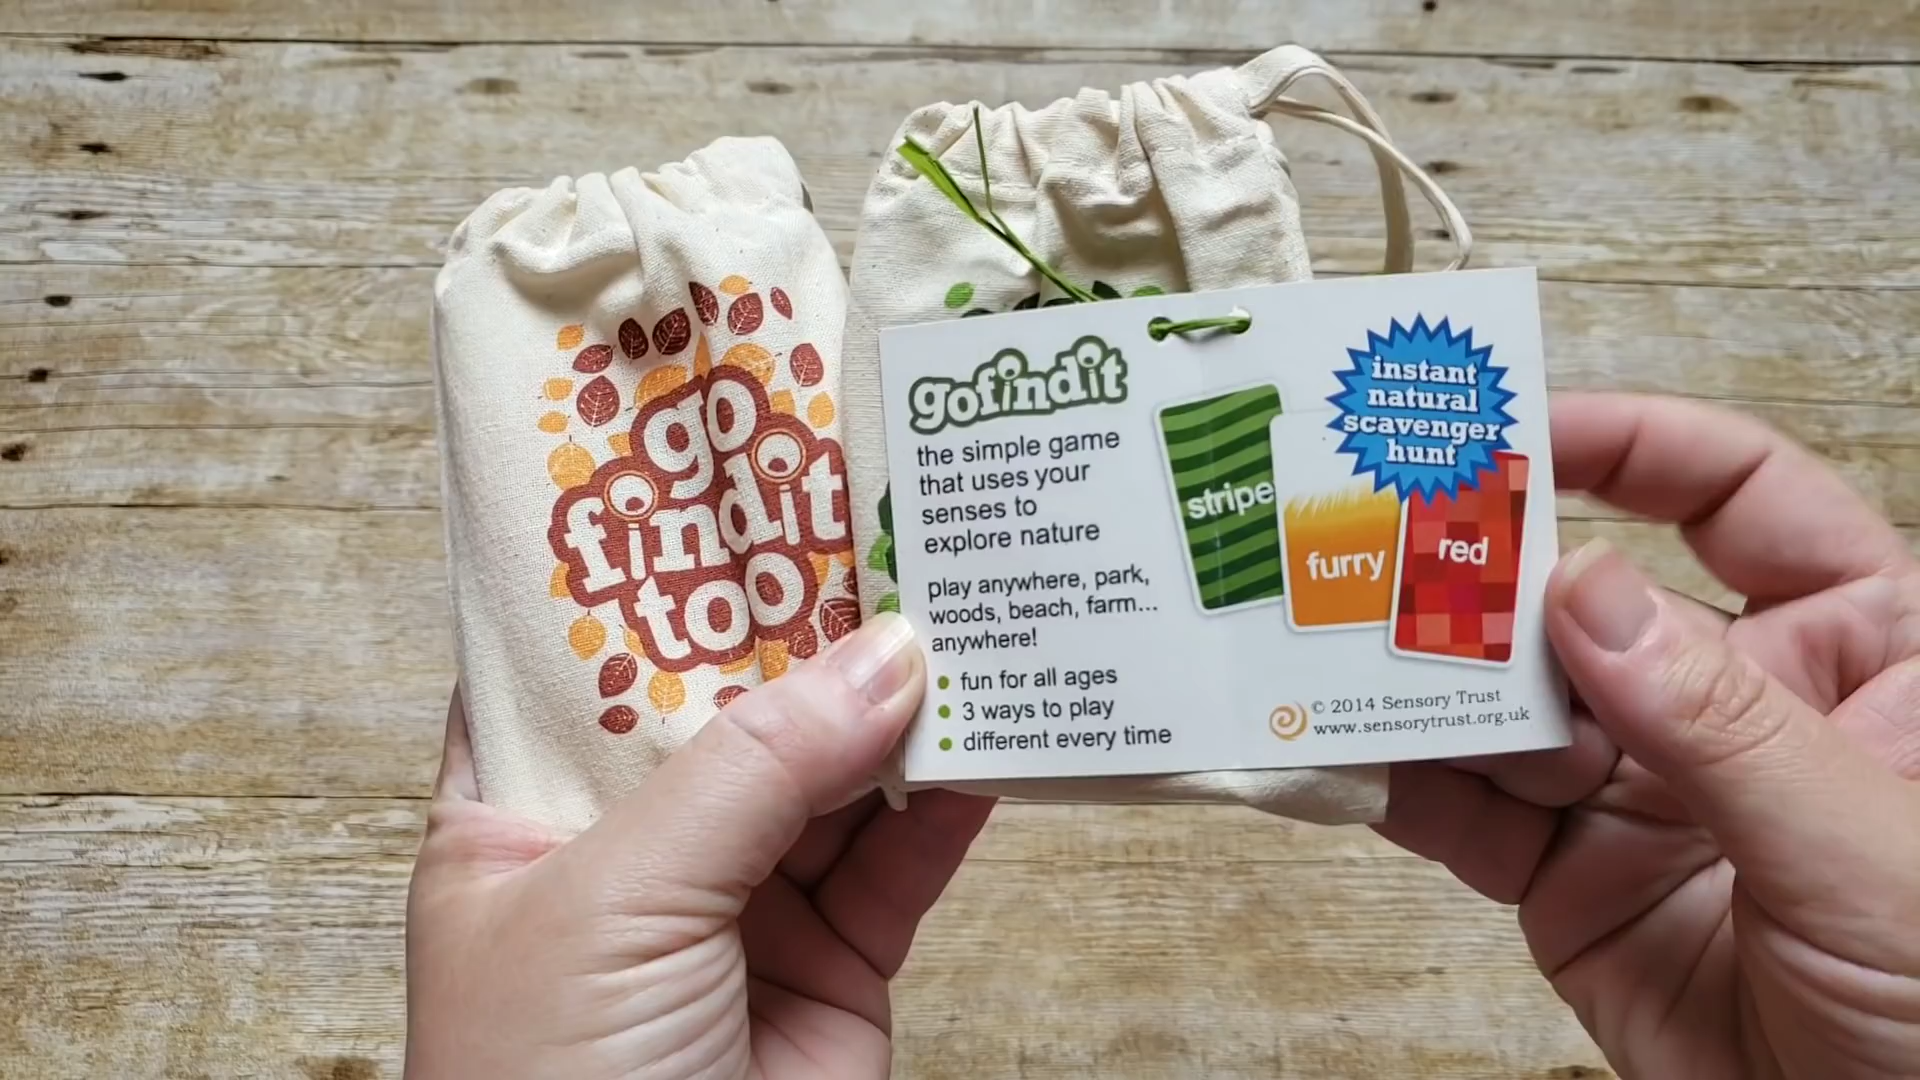 go
find it
too
gofindit
the simple game
that uses your
senses to
explore nature
play anywhere, park,
woods, beach, farm...
anywhere!
fun for all ages
3 ways to play
different every time
stripe
furry
red
instant
natural
scavenger
hunt
© 2014 Sensory Trust
www.sensorytrust.org.uk